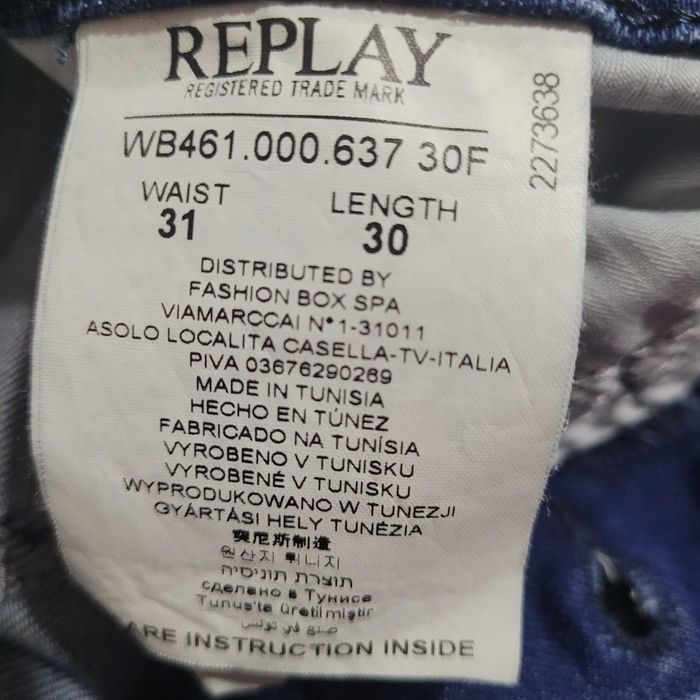 REPLAY
REGISTERED TRADE MARK
2273638
WB461.000.637 30F
WAIST LENGTH
31 30
DISTRIBUTED BY
FASHION BOX SPA
VIAMARCCAI N°1-31011
ASOLO LOCALITA CASELLA-TV-ITALIA
PIVA 03676290269
MADE IN TUNISIA
HECHO EN TÚNEZ
FABRICADO NA TUNÍSIA
VYROBENO V TUNISKU
VYROBENÉ V TUNISKU
WYPRODUKOWANO W TUNEZJI
GYÁRTÁSI HELY TUNÉZIA
突尼斯制造
원산지 튀니지
תוצרת תוניסיה
сделано в Тунисе
Tunus'ta üretilmiştir
صنع في تونس
ARE INSTRUCTION INSIDE